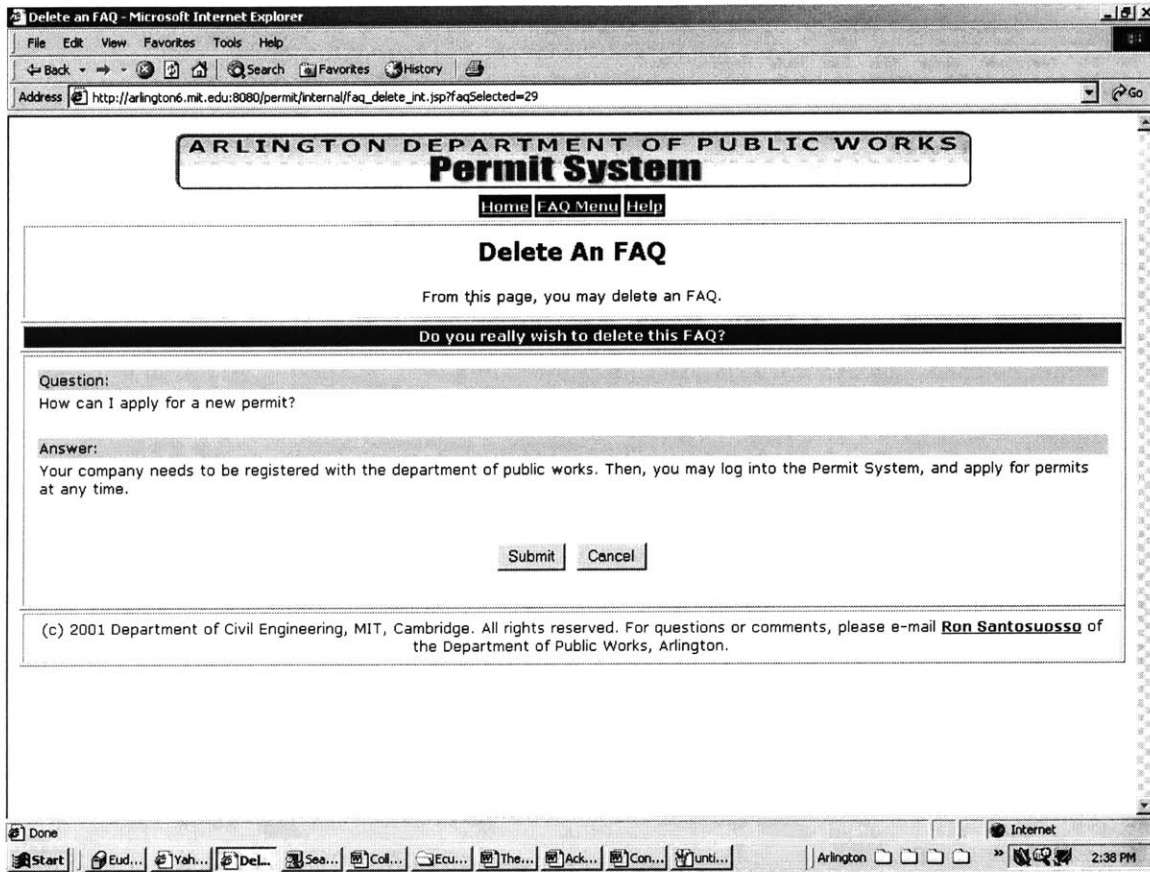 Delete an FAQ - Microsoft Internet Explorer
File Edit View Favorites Tools Help
Back Search Favorites History
Address http://arlington6.mit.edu:8080/permit/internal/faq_delete_int.jsp?faqSelected=29 Go
ARLINGTON DEPARTMENT OF PUBLIC WORKS
Permit System
Home FAQ Menu Help
Delete An FAQ
From this page, you may delete an FAQ.
Do you really wish to delete this FAQ?
Question:
How can I apply for a new permit?
Answer:
Your company needs to be registered with the department of public works. Then, you may log into the Permit System, and apply for permits
at any time.
Submit Cancel
(c) 2001 Department of Civil Engineering, MIT, Cambridge. All rights reserved. For questions or comments, please e-mail Ron Santosuosso of
the Department of Public Works, Arlington.
Done Internet
Start Eud... Yah... Del... Sea... Coll... Ecu... The... Ack... Con... unti... Arlington » 2:38 PM